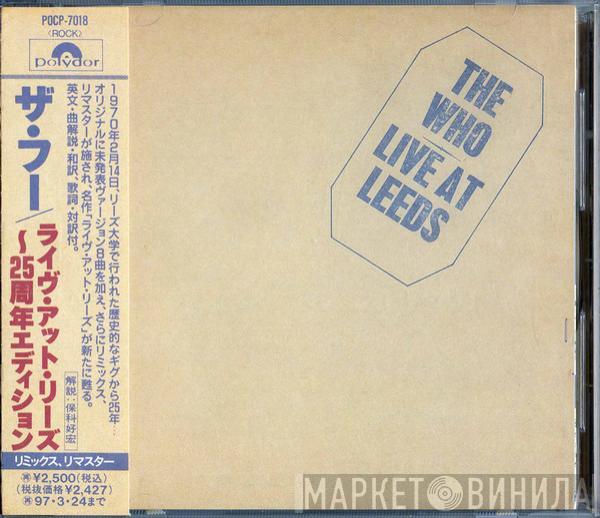 POCP-7018
〈ROCK〉
polydor
ザ・フー/
ライヴ・アット・リーズ
〜25周年エディション
1970年2月14日、リーズ大学で行われた歴史的なギグから25年…
オリジナルに未発表ヴァージョン8曲を加え、さらにリミックス、
リマスターが施され、名作「ライヴ・アット・リーズ」が新たに甦る。
英文・曲解説・和訳、歌詞・対訳付。
解説:保科好宏
リミックス、リマスター
¥2,500(税込)
(税抜価格¥2,427)
97・3・24まで
THE
WHO
LIVE AT
LEEDS
МАРКЕТ ВИНИЛА